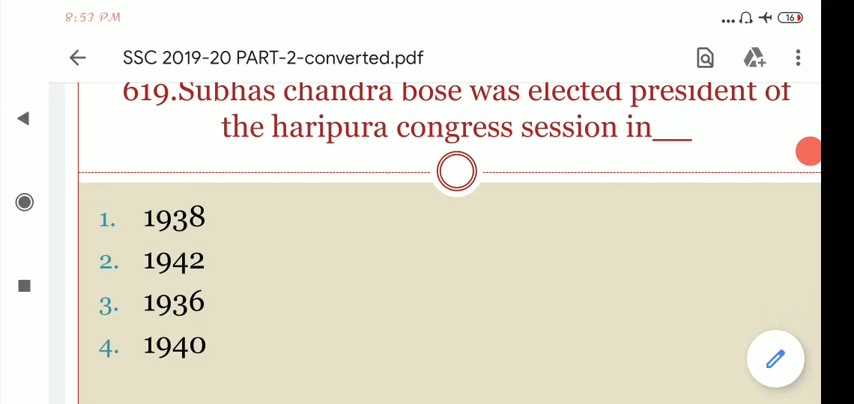 8:53 PM
16
SSC 2019-20 PART-2-converted.pdf
619.Subhas chandra bose was elected president of
the haripura congress session in__
1. 1938
2. 1942
3. 1936
4. 1940